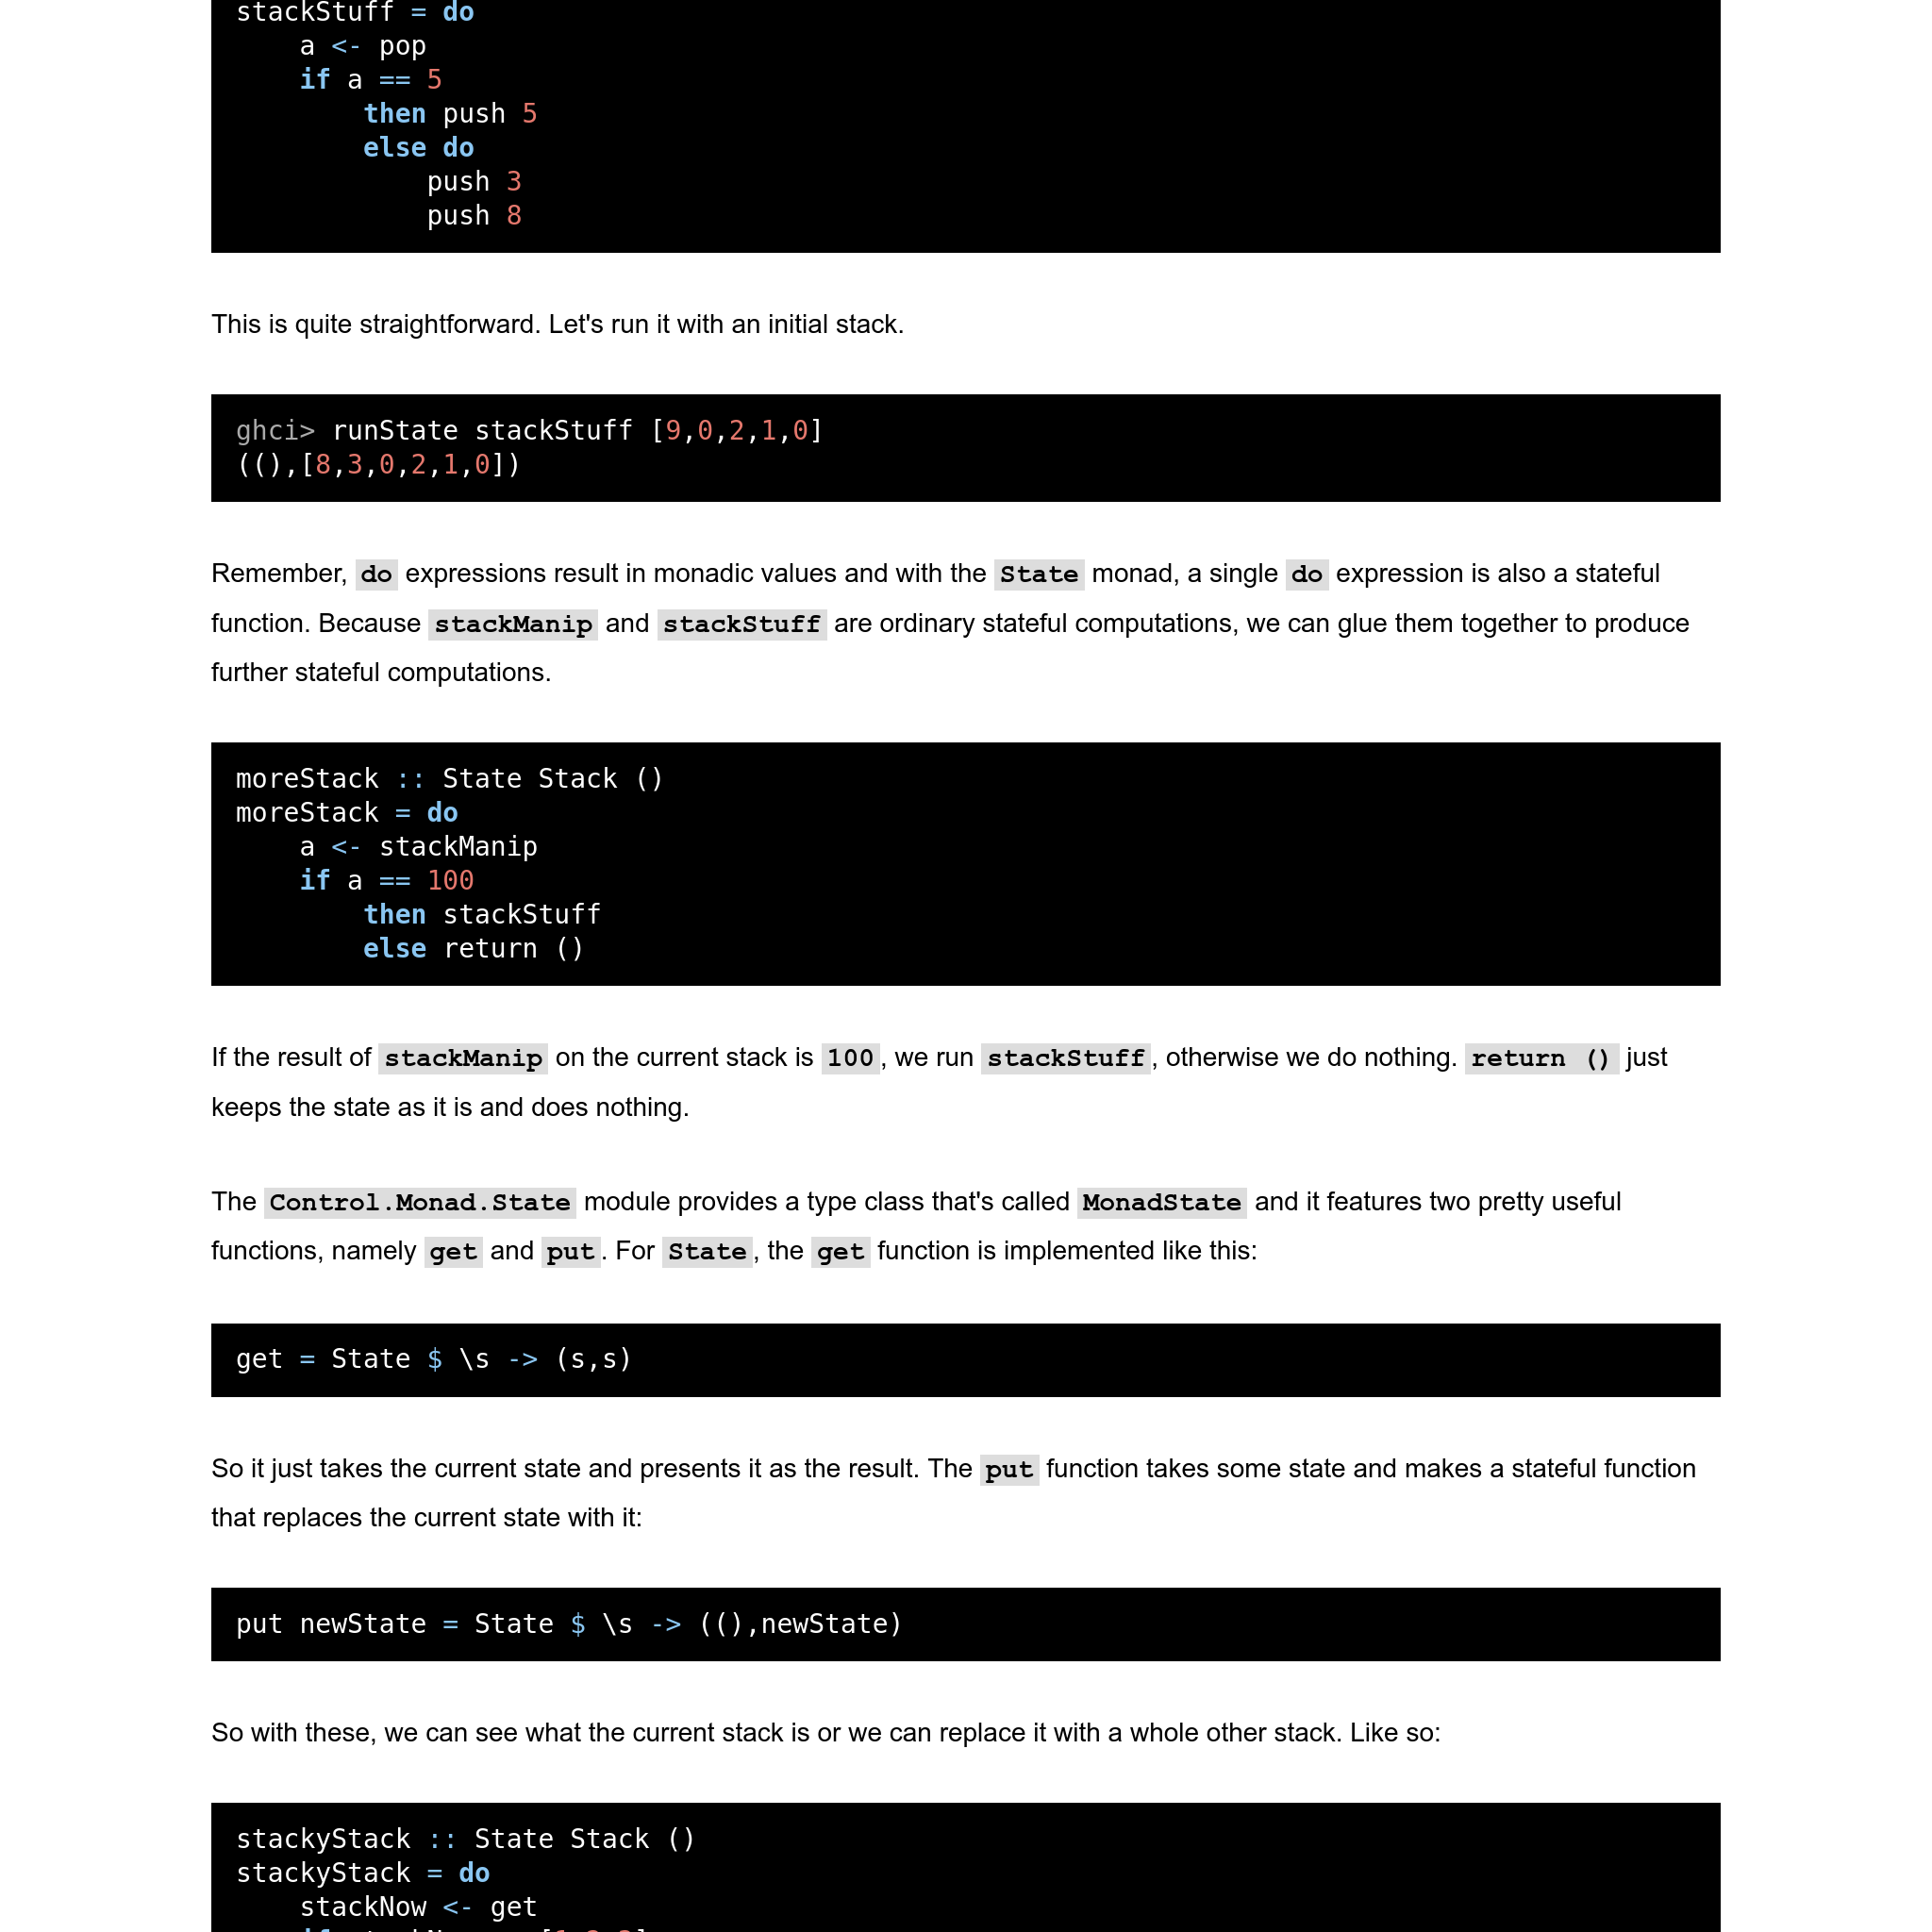 stackStuff = do
    a <- pop
    if a == 5
        then push 5
        else do
            push 3
            push 8
This is quite straightforward. Let's run it with an initial stack.
ghci> runState stackStuff [9,0,2,1,0]
((),[8,3,0,2,1,0])
Remember, do expressions result in monadic values and with the State monad, a single do expression is also a stateful
function. Because stackManip and stackStuff are ordinary stateful computations, we can glue them together to produce
further stateful computations.
moreStack :: State Stack ()
moreStack = do
    a <- stackManip
    if a == 100
        then stackStuff
        else return ()
If the result of stackManip on the current stack is 100, we run stackStuff, otherwise we do nothing. return () just
keeps the state as it is and does nothing.
The Control.Monad.State module provides a type class that's called MonadState and it features two pretty useful
functions, namely get and put. For State, the get function is implemented like this:
get = State $ \s -> (s,s)
So it just takes the current state and presents it as the result. The put function takes some state and makes a stateful function
that replaces the current state with it:
put newState = State $ \s -> ((),newState)
So with these, we can see what the current stack is or we can replace it with a whole other stack. Like so:
stackyStack :: State Stack ()
stackyStack = do
    stackNow <- get